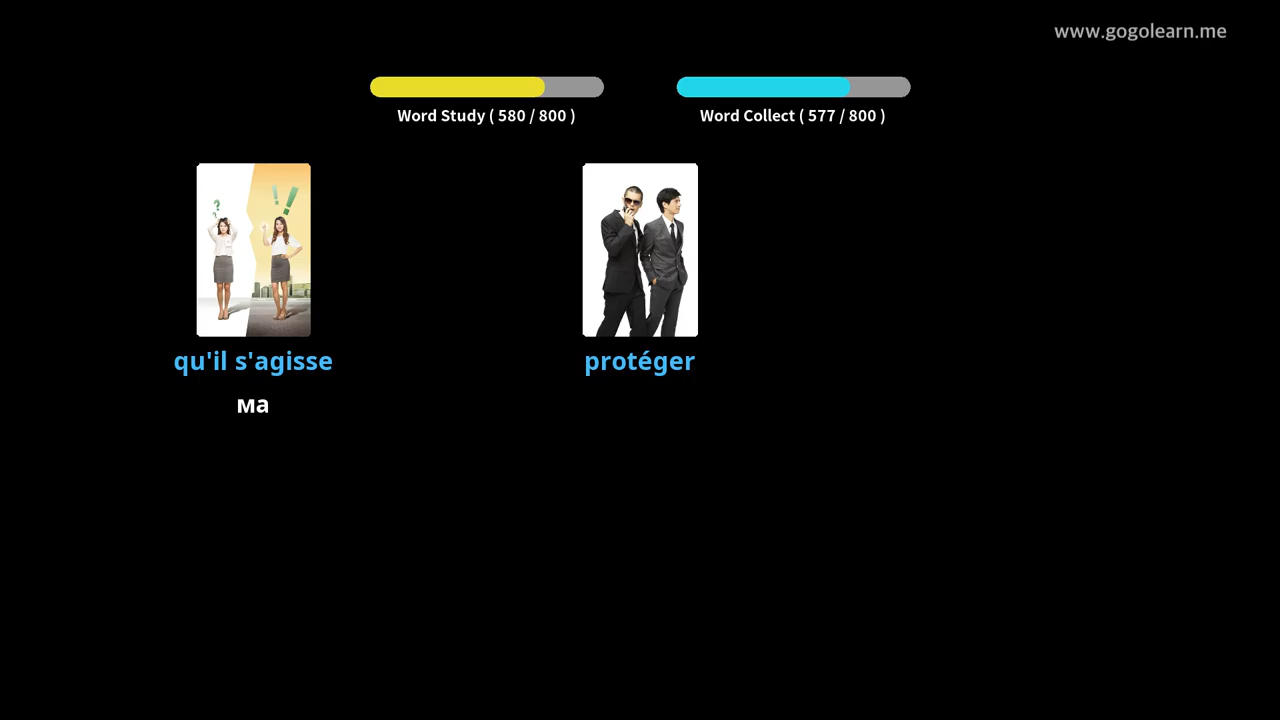 www.gogolearn.me
Word Study ( 580 / 800 )
Word Collect ( 577 / 800 )
qu'il s'agisse
protéger
ма